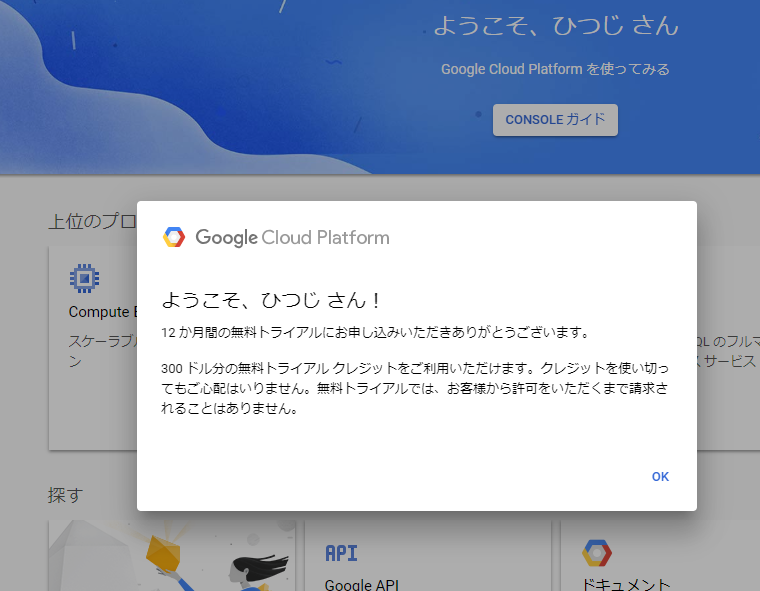 ようこそ、ひつじ さん
Google Cloud Platform を使ってみる
CONSOLE ガイド
上位のプロ
Google Cloud Platform
ようこそ、ひつじ さん！
12 か月間の無料トライアルにお申し込みいただきありがとうございます。
300 ドル分の無料トライアル クレジットをご利用いただけます。クレジットを使い切っ
てもご心配はいりません。無料トライアルでは、お客様から許可をいただくまで請求さ
れることはありません。
OK
Compute
スケーラブル
ン
QL のフルマ
サービス
探す
API
Google API
ドキュメント